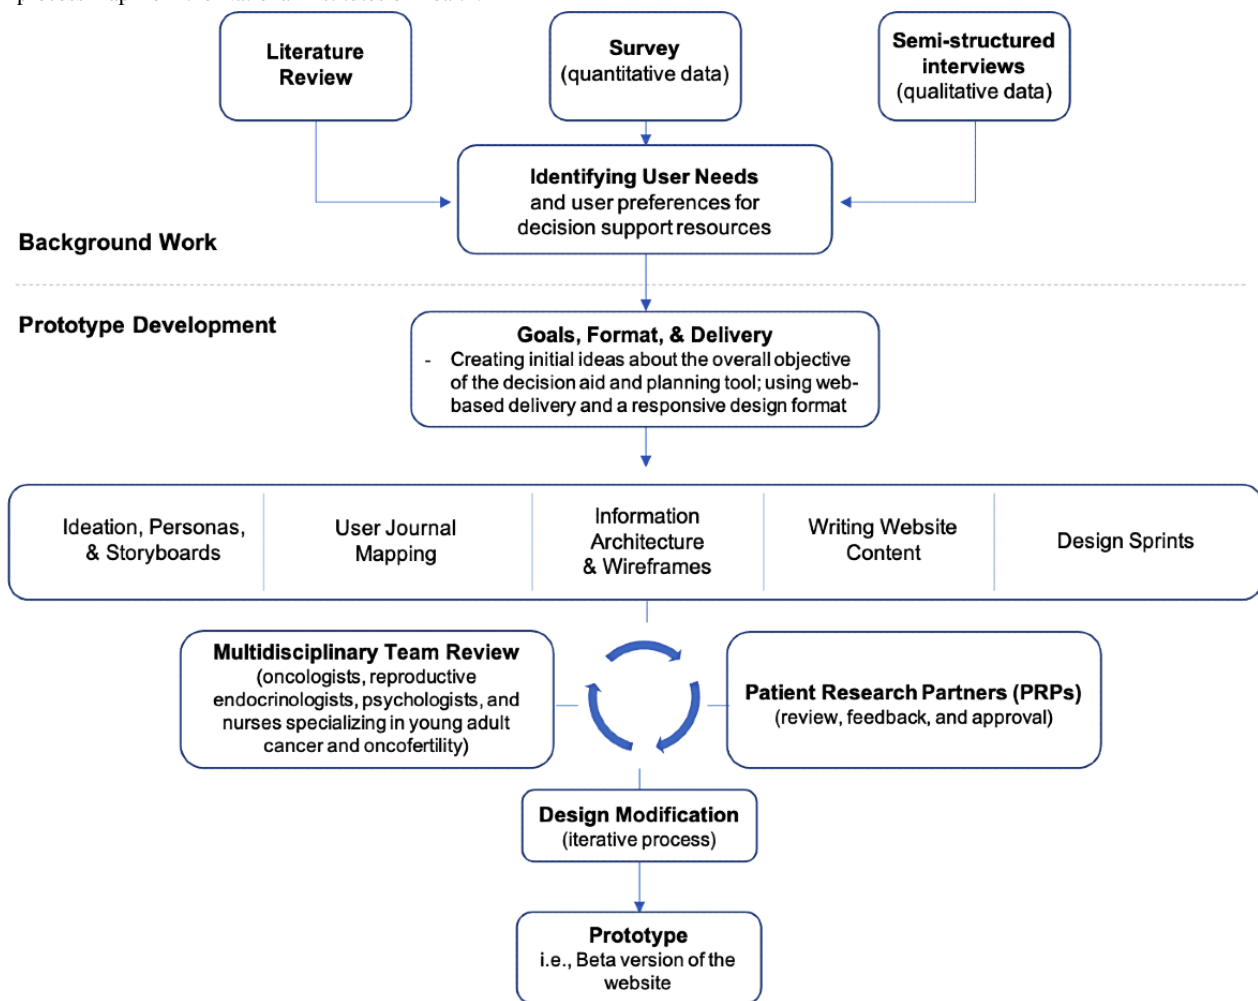 Literature
Review
Survey
(quantitative data)
Semi-structured
interviews
(qualitative data)
Identifying User Needs
and user preferences for
decision support resources
Background Work
Prototype Development
Goals, Format, & Delivery
- Creating initial ideas about the overall objective
of the decision aid and planning tool; using web-
based delivery and a responsive design format
Ideation, Personas,
& Storyboards
User Journal
Mapping
Information
Architecture
& Wireframes
Writing Website
Content
Design Sprints
Multidisciplinary Team Review
(oncologists, reproductive
endocrinologists, psychologists, and
nurses specializing in young adult
cancer and oncofertility)
Patient Research Partners (PRPs)
(review, feedback, and approval)
Design Modification
(iterative process)
Prototype
i.e., Beta version of the
website